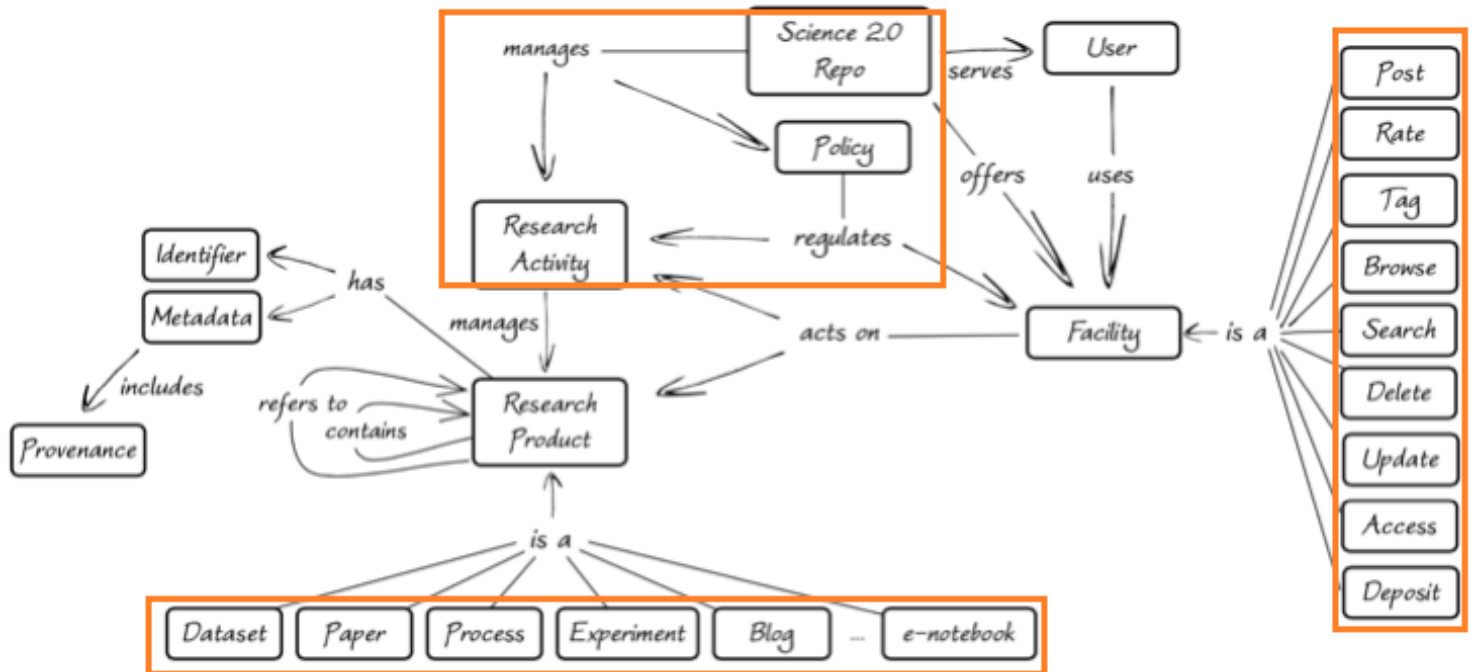 Science 2.0
Repo
manages
serves
User
Policy
offers
uses
Research
Activity
regulates
Identifier
has
Metadata
manages
acts on
Facility
is a
includes
refers to
contains
Research
Product
Provenance
is a
Dataset
Paper
Process
Experiment
Blog
...
e-notebook
Post
Rate
Tag
Browse
Search
Delete
Update
Access
Deposit